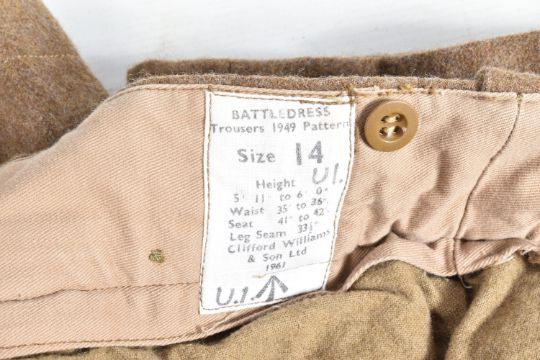 BATTLEDRESS
Trousers 1949 Pattern
Size 14
U1.
Height
5' 11" to 6' 0"
Waist 35" to 36"
Seat 41" to 42"
Leg Seam 33½"
Clifford Williams
& Son Ltd
1961
U.1